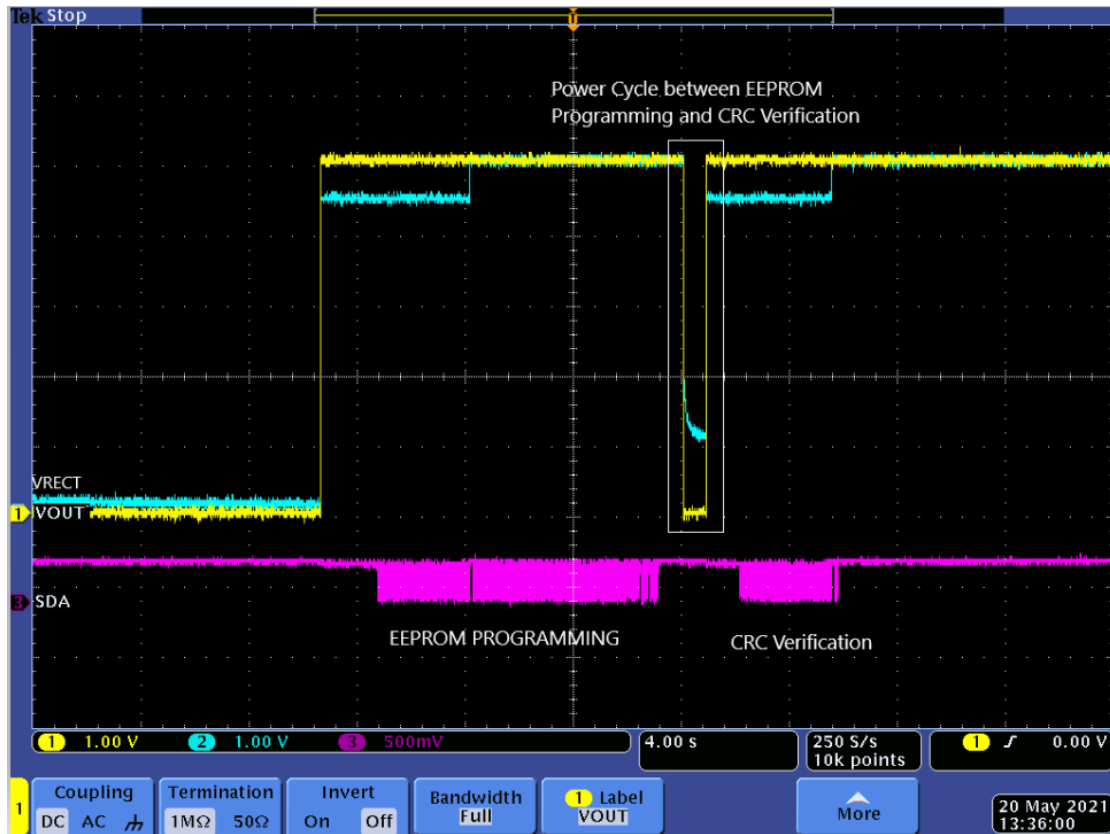 Tek Stop
T
Power Cycle between EEPROM
Programming and CRC Verification
VRECT
1 VOUT
3 SDA
EEPROM PROGRAMMING
CRC Verification
1 1.00 V 2 1.00 V 3 500mV 4.00 s 250 S/s 1 0.00 V
10k points
1
Coupling Termination Invert Bandwidth 1 Label More
DC AC 1MΩ 50Ω On Off Full VOUT
20 May 2021
13:36:00